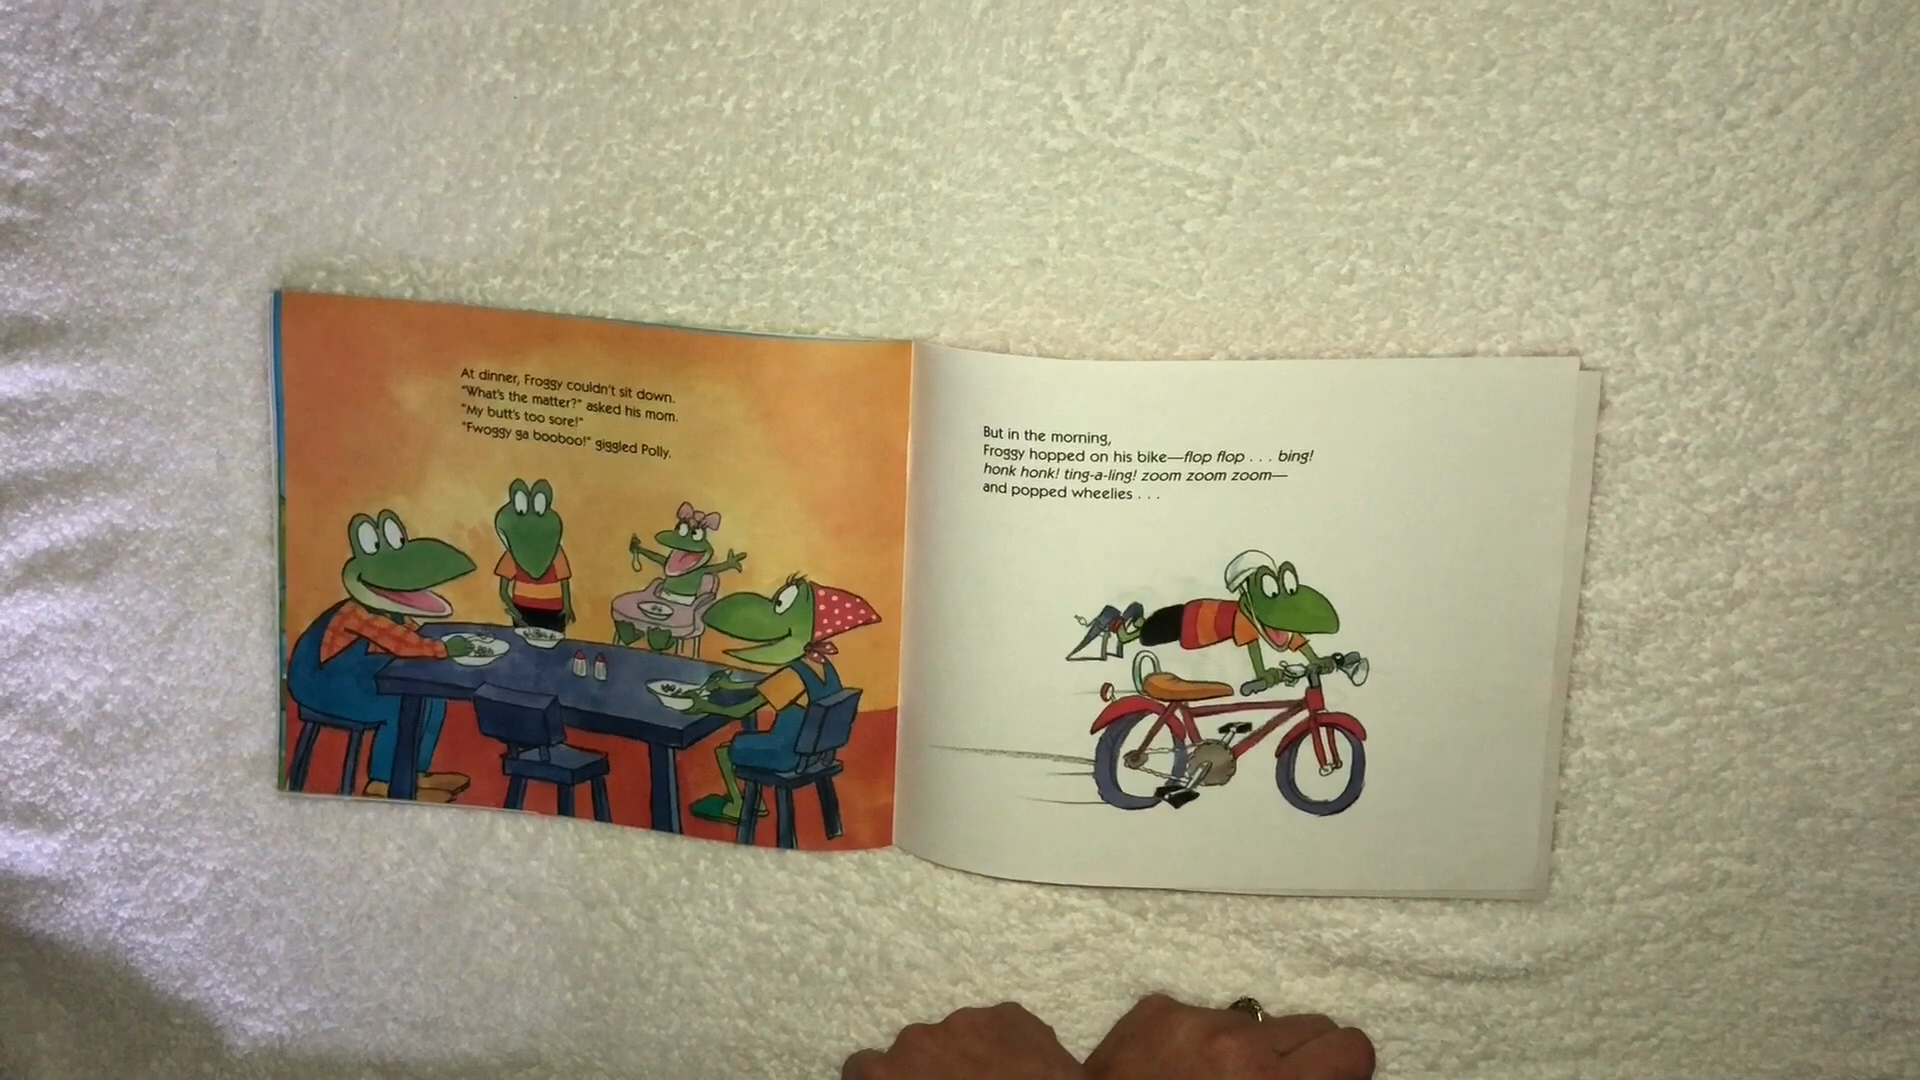 At dinner, Froggy couldn't sit down.
"What's the matter?" asked his mom.
"My butt's too sore!"
"Fwoggy ga booboo!" giggled Polly.
But in the morning,
Froggy hopped on his bike—flop flop . . . bing!
honk honk! ting-a-ling! zoom zoom zoom—
and popped wheelies . . .